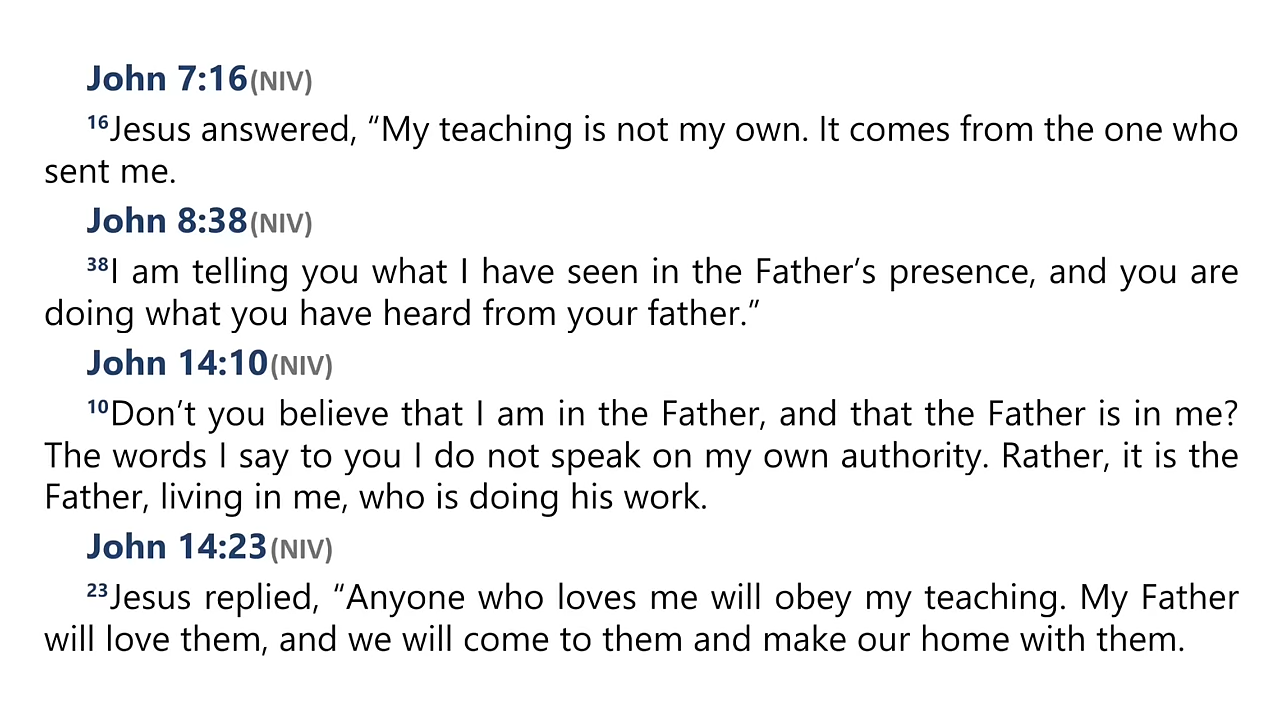 John 7:16(NIV)
16Jesus answered, “My teaching is not my own. It comes from the one who
sent me.
John 8:38(NIV)
38I am telling you what I have seen in the Father’s presence, and you are
doing what you have heard from your father.”
John 14:10(NIV)
10Don’t you believe that I am in the Father, and that the Father is in me?
The words I say to you I do not speak on my own authority. Rather, it is the
Father, living in me, who is doing his work.
John 14:23(NIV)
23Jesus replied, “Anyone who loves me will obey my teaching. My Father
will love them, and we will come to them and make our home with them.